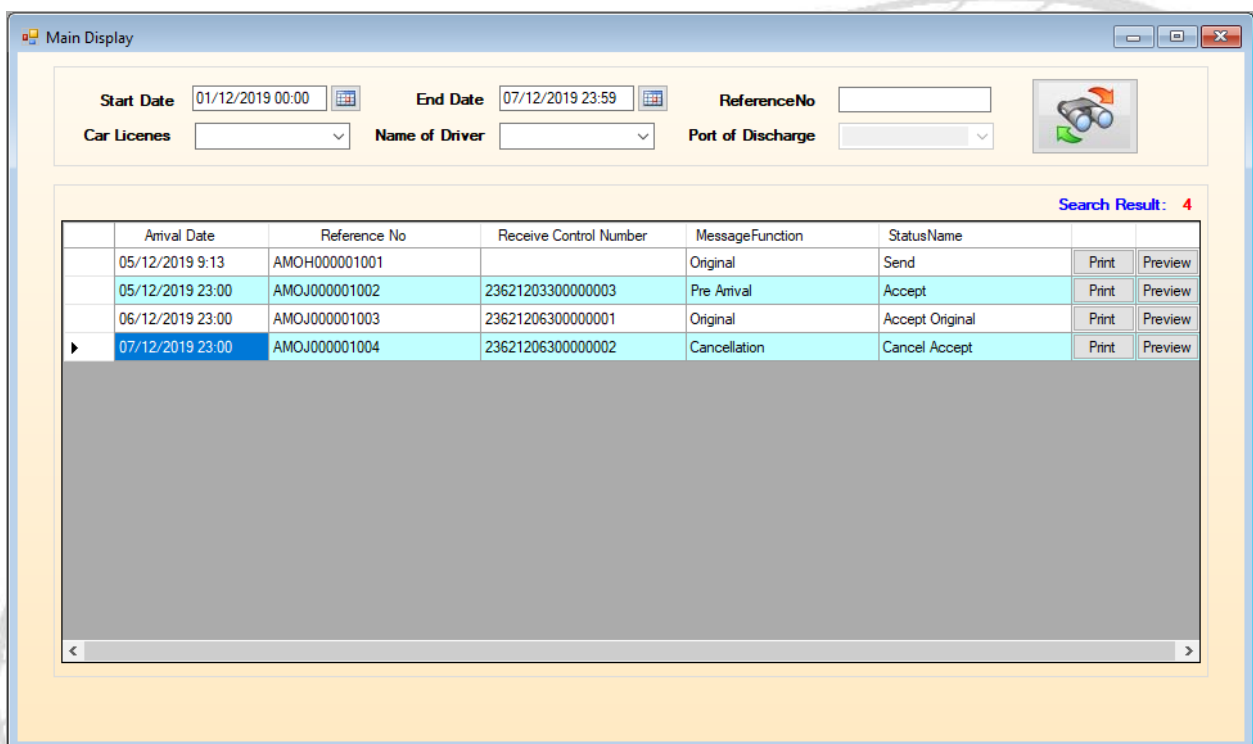 Main Display
Start Date 01/12/2019 00:00 End Date 07/12/2019 23:59 ReferenceNo
Car Licenes Name of Driver Port of Discharge
Search Result: 4
Arrival Date Reference No Receive Control Number MessageFunction StatusName
05/12/2019 9:13 AMOH000001001 Original Send Print Preview
05/12/2019 23:00 AMOJ000001002 23621203300000003 Pre Arrival Accept Print Preview
06/12/2019 23:00 AMOJ000001003 23621206300000001 Original Accept Original Print Preview
07/12/2019 23:00 AMOJ000001004 23621206300000002 Cancellation Cancel Accept Print Preview